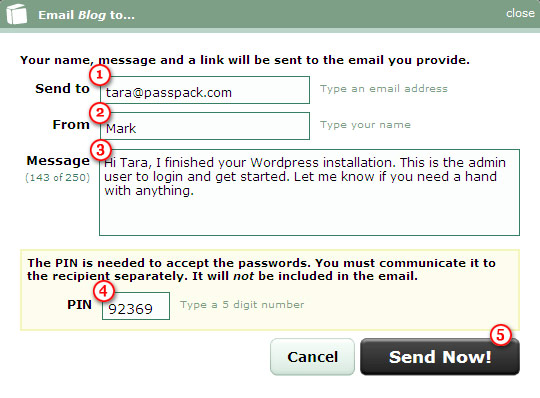 Email Blog to...
close
Your name, message and a link will be sent to the email you provide.
1
Send to tara@passpack.com Type an email address
2
From Mark Type your name
3
Message Hi Tara, I finished your Wordpress installation. This is the admin
(143 of 250) user to login and get started. Let me know if you need a hand
with anything.
The PIN is needed to accept the passwords. You must communicate it to
the recipient separately. It will not be included in the email.
4
PIN 92369 Type a 5 digit number
5
Cancel Send Now!